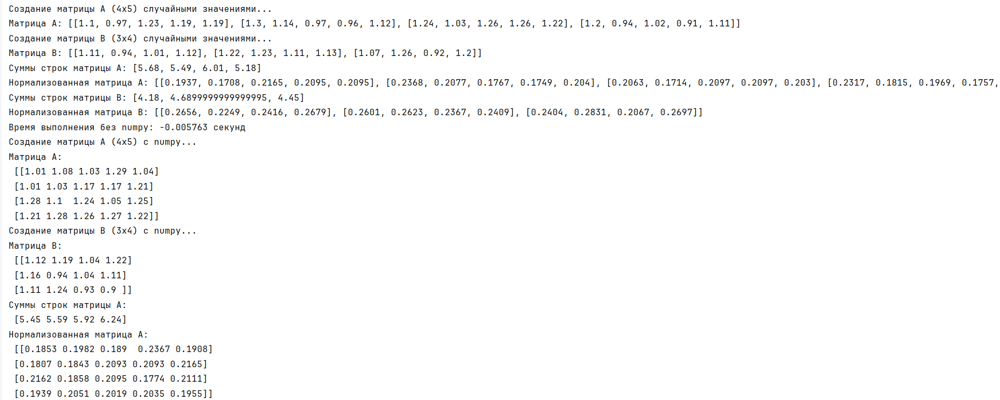 Создание матрицы A (4x5) случайными значениями...
Матрица A: [[1.1, 0.97, 1.23, 1.19, 1.19], [1.3, 1.14, 0.97, 0.96, 1.12], [1.24, 1.03, 1.26, 1.26, 1.22], [1.2, 0.94, 1.02, 0.91, 1.11]]
Создание матрицы B (3x4) случайными значениями...
Матрица B: [[1.11, 0.94, 1.01, 1.12], [1.22, 1.23, 1.11, 1.13], [1.07, 1.26, 0.92, 1.2]]
Суммы строк матрицы A: [5.68, 5.49, 6.01, 5.18]
Нормализованная матрица A: [[0.1937, 0.1708, 0.2165, 0.2095, 0.2095], [0.2368, 0.2077, 0.1767, 0.1749, 0.204], [0.2063, 0.1714, 0.2097, 0.2097, 0.203], [0.2317, 0.1815, 0.1969, 0.1757,
Суммы строк матрицы B: [4.18, 4.6899999999999995, 4.45]
Нормализованная матрица B: [[0.2656, 0.2249, 0.2416, 0.2679], [0.2601, 0.2623, 0.2367, 0.2409], [0.2404, 0.2831, 0.2067, 0.2697]]
Время выполнения без numpy: -0.005763 секунд
Создание матрицы A (4x5) с numpy...
Матрица A:
[[1.01 1.08 1.03 1.29 1.04]
[1.01 1.03 1.17 1.17 1.21]
[1.28 1.1  1.24 1.05 1.25]
[1.21 1.28 1.26 1.27 1.22]]
Создание матрицы B (3x4) с numpy...
Матрица B:
[[1.12 1.19 1.04 1.22]
[1.16 0.94 1.04 1.11]
[1.11 1.24 0.93 0.9 ]]
Суммы строк матрицы A:
[5.45 5.59 5.92 6.24]
Нормализованная матрица A:
[[0.1853 0.1982 0.189  0.2367 0.1908]
[0.1807 0.1843 0.2093 0.2093 0.2165]
[0.2162 0.1858 0.2095 0.1774 0.2111]
[0.1939 0.2051 0.2019 0.2035 0.1955]]